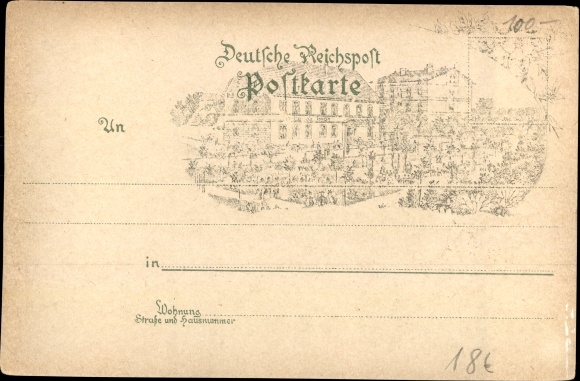 100-
Deutsche Reichspost
Postkarte
An
in
Wohnung
Straße und Hausnummer
18€